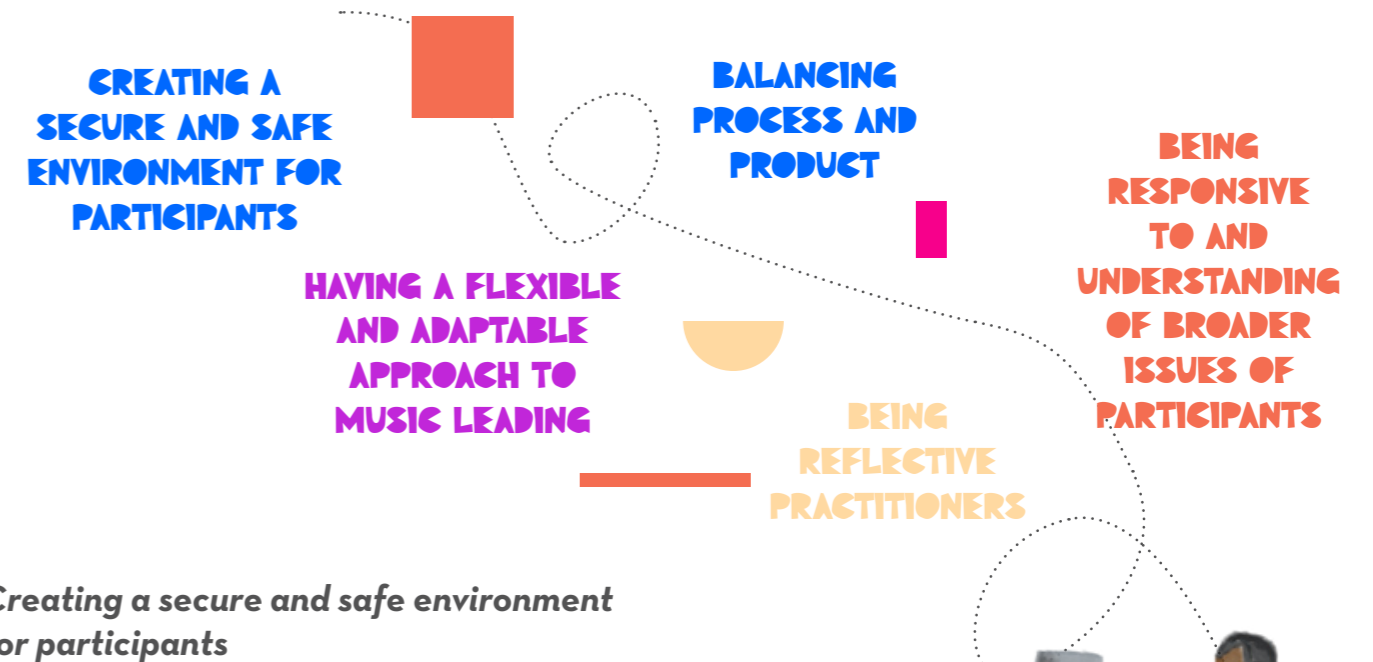 CREATING A
SECURE AND SAFE
ENVIRONMENT FOR
PARTICIPANTS
BALANCING
PROCESS AND
PRODUCT
BEING
RESPONSIVE
TO AND
UNDERSTANDING
OF BROADER
ISSUES OF
PARTICIPANTS
HAVING A FLEXIBLE
AND ADAPTABLE
APPROACH TO
MUSIC LEADING
BEING
REFLECTIVE
PRACTITIONERS
Creating a secure and safe environment
or participants